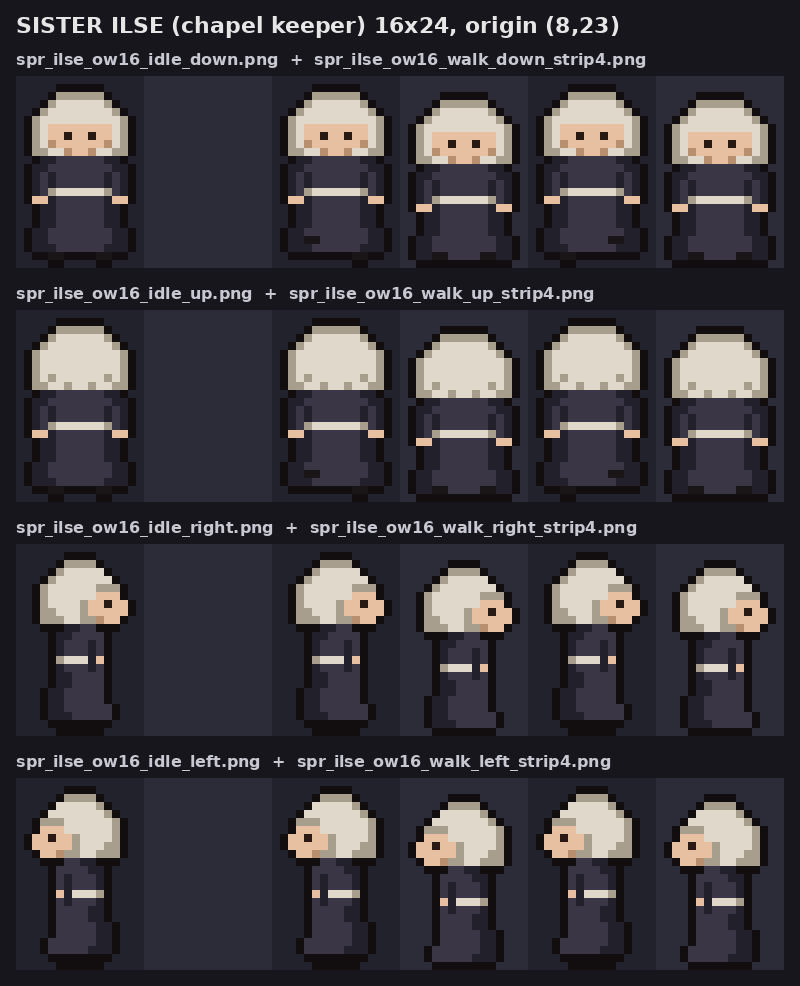 SISTER ILSE (chapel keeper) 16x24, origin (8,23)
spr_ilse_ow16_idle_down.png + spr_ilse_ow16_walk_down_strip4.png
spr_ilse_ow16_idle_up.png + spr_ilse_ow16_walk_up_strip4.png
spr_ilse_ow16_idle_right.png + spr_ilse_ow16_walk_right_strip4.png
spr_ilse_ow16_idle_left.png + spr_ilse_ow16_walk_left_strip4.png